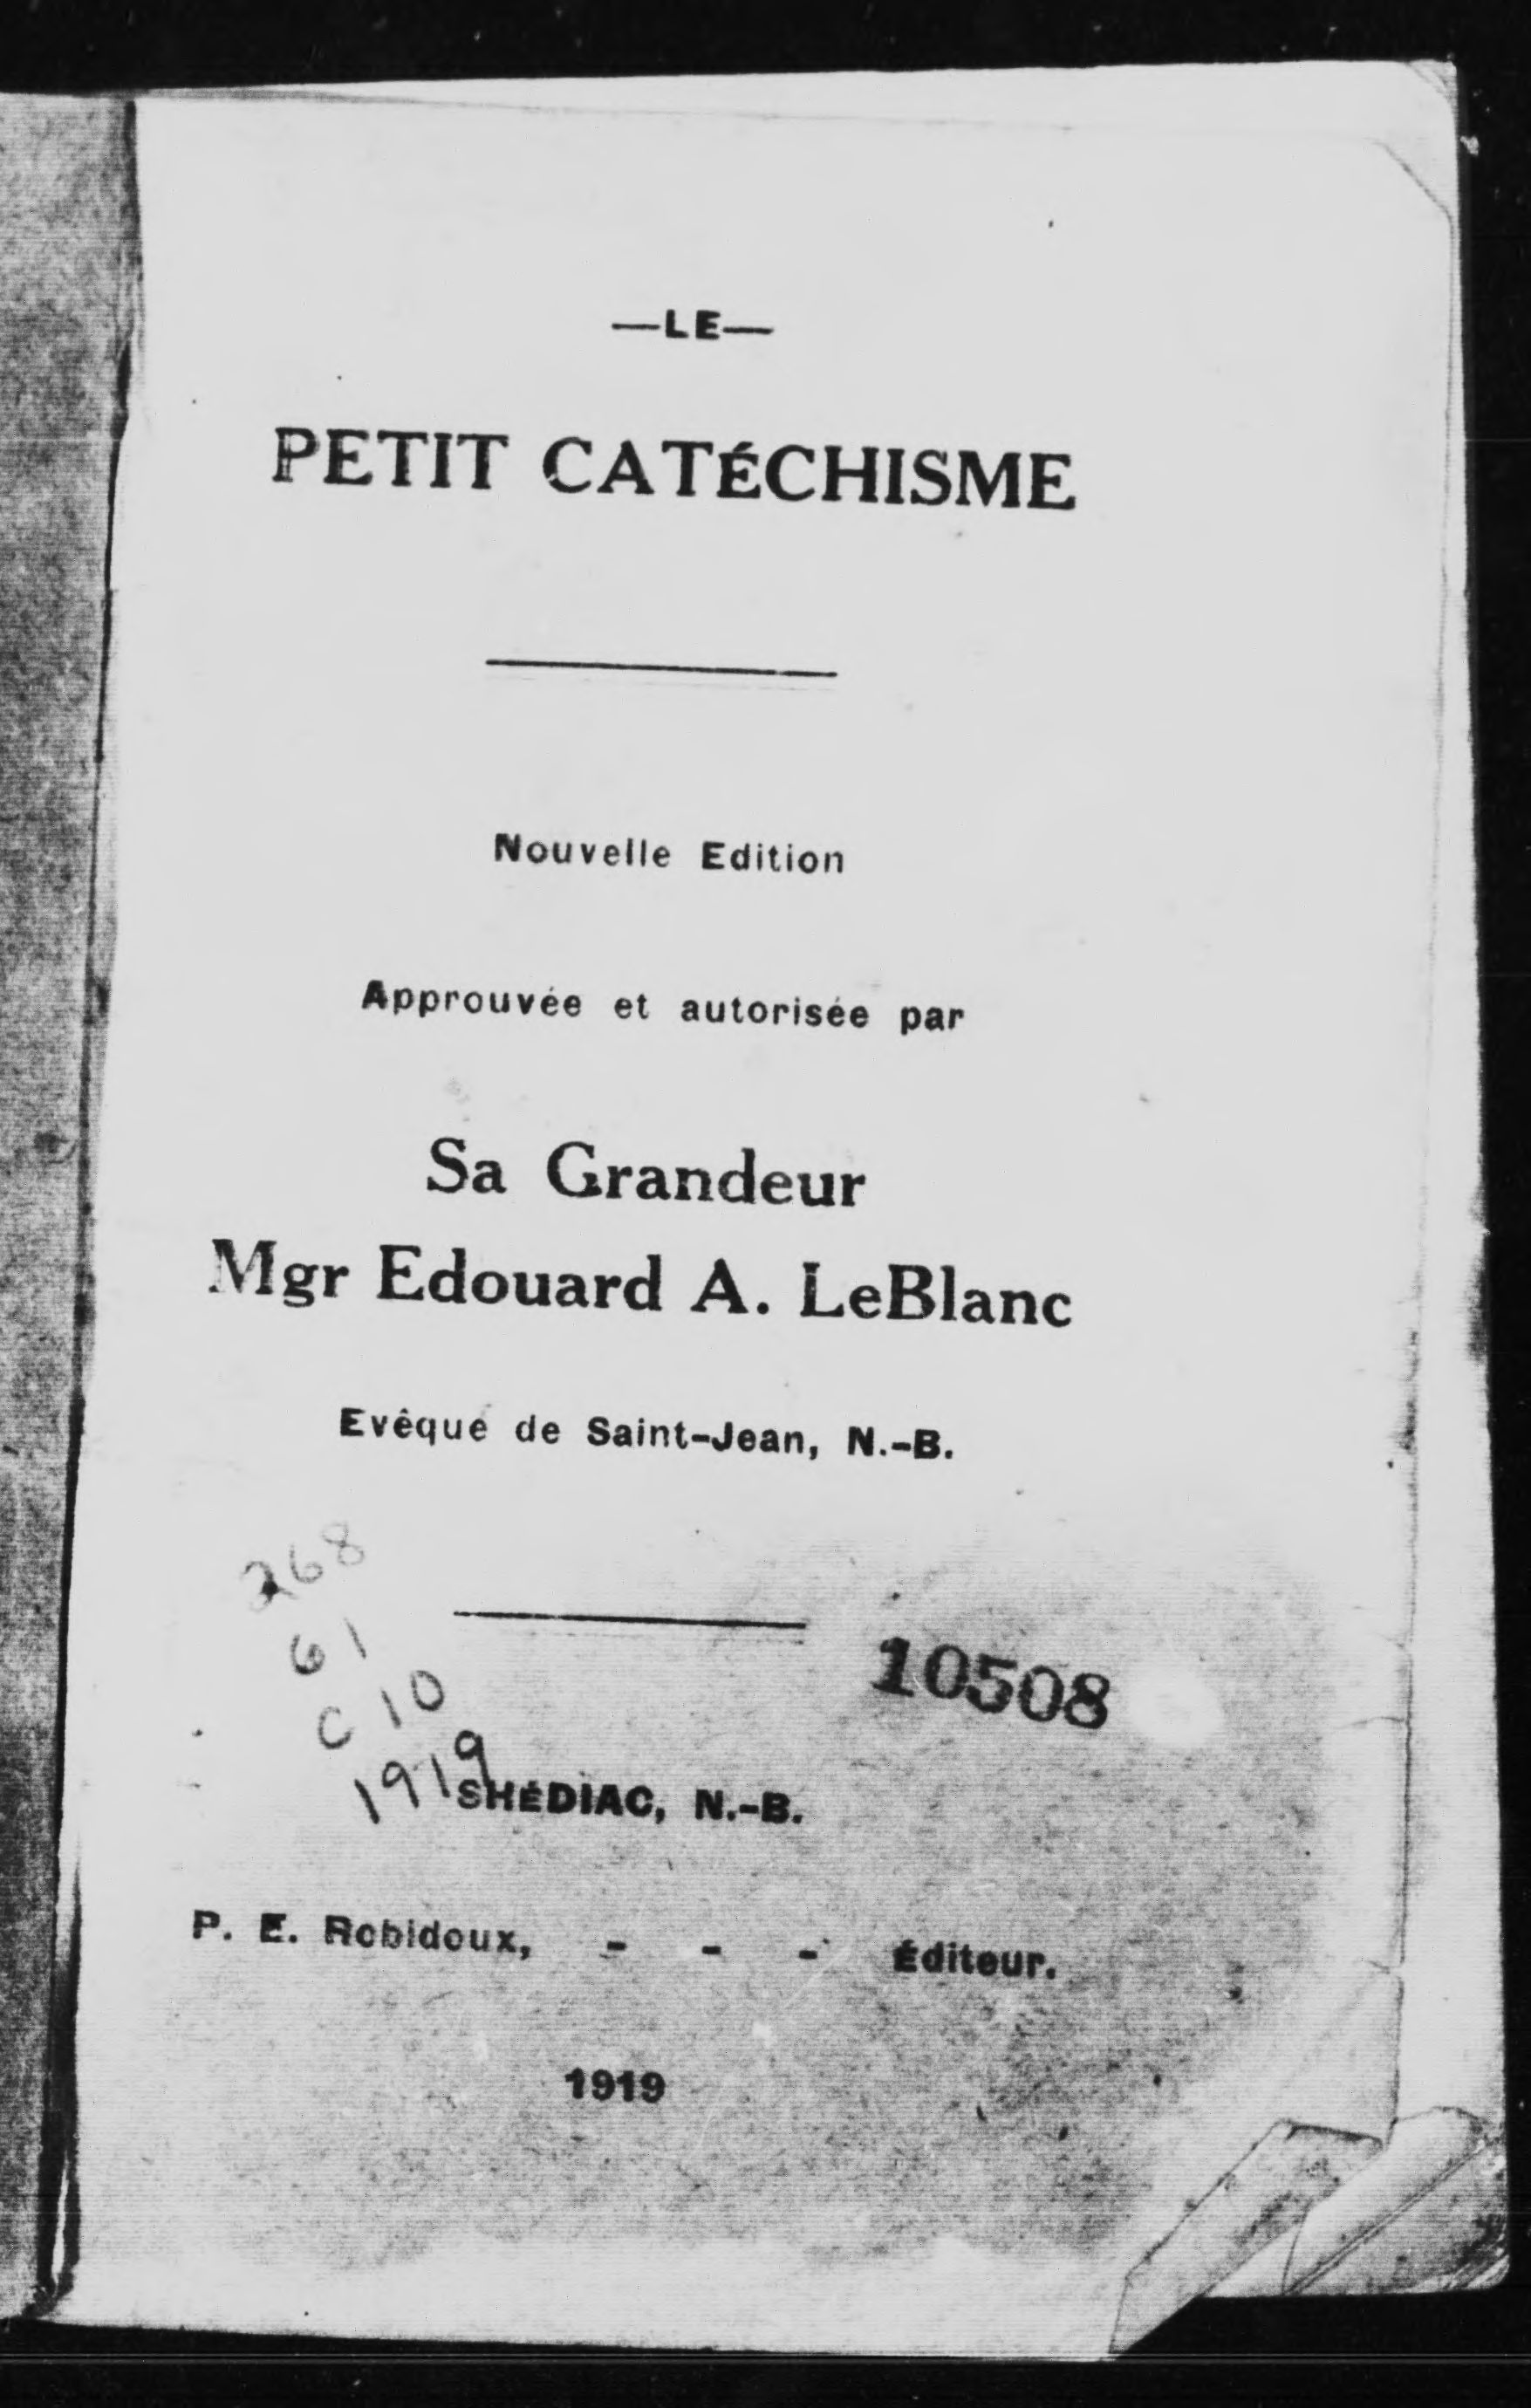 —LE—
PETIT CATÉCHISME
Nouvelle Edition
Approuvée et autorisée par
Sa Grandeur
Mgr Edouard A. LeBlanc
Evêque de Saint-Jean, N.-B.
268
61
C 10
1919
10508
SHÉDIAC, N.-B.
P. E. Robidoux, - - - Éditeur.
1919